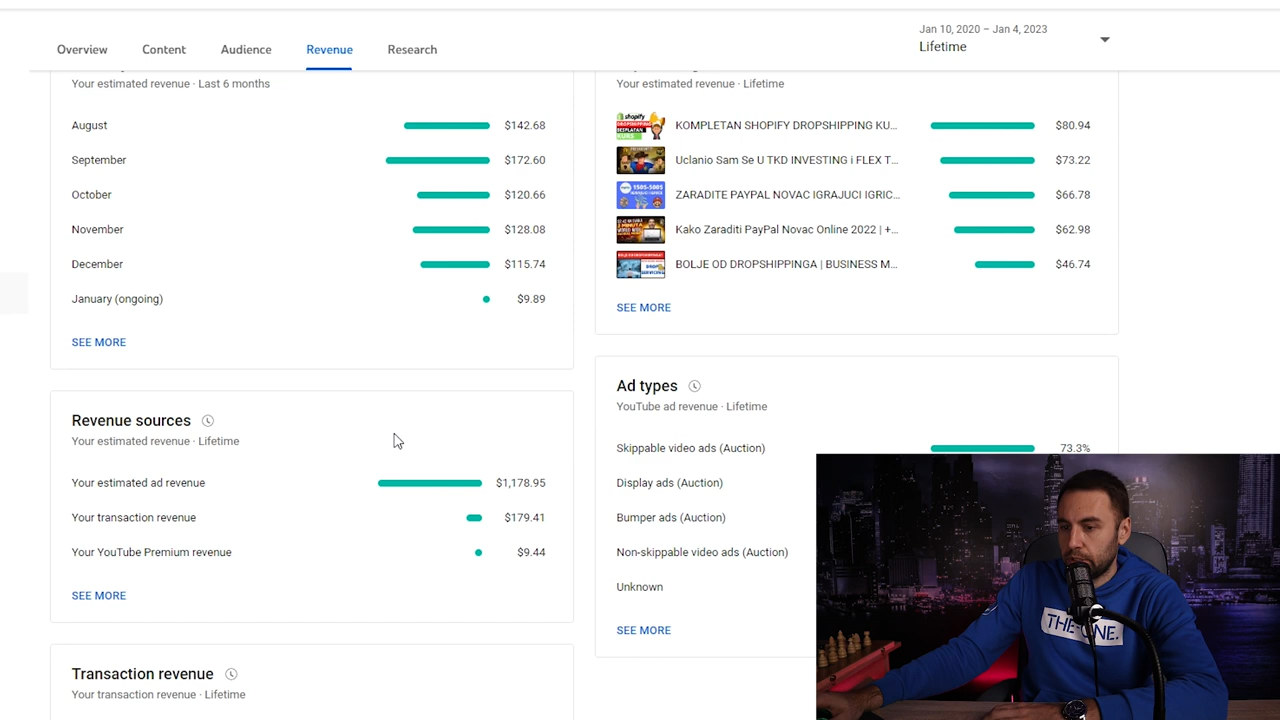 Overview Content Audience Revenue Research
Jan 10, 2020 – Jan 4, 2023
Lifetime
Your estimated revenue · Last 6 months
August $142.68
September $172.60
October $120.66
November $128.08
December $115.74
January (ongoing) $9.89
SEE MORE
Your estimated revenue · Lifetime
KOMPLETAN SHOPIFY DROPSHIPPING KU... $80.94
Uclanio Sam Se U TKD INVESTING i FLEX T... $73.22
ZARADITE PAYPAL NOVAC IGRAJUCI IGRIC... $66.78
Kako Zaraditi PayPal Novac Online 2022 | +... $62.98
BOLJE OD DROPSHIPPINGA | BUSINESS M... $46.74
SEE MORE
Revenue sources
Your estimated revenue · Lifetime
Your estimated ad revenue $1,178.95
Your transaction revenue $179.41
Your YouTube Premium revenue $9.44
SEE MORE
Ad types
YouTube ad revenue · Lifetime
Skippable video ads (Auction) 73.3%
Display ads (Auction)
Bumper ads (Auction)
Non-skippable video ads (Auction)
Unknown
SEE MORE
Transaction revenue
Your transaction revenue · Lifetime
THE ONE.